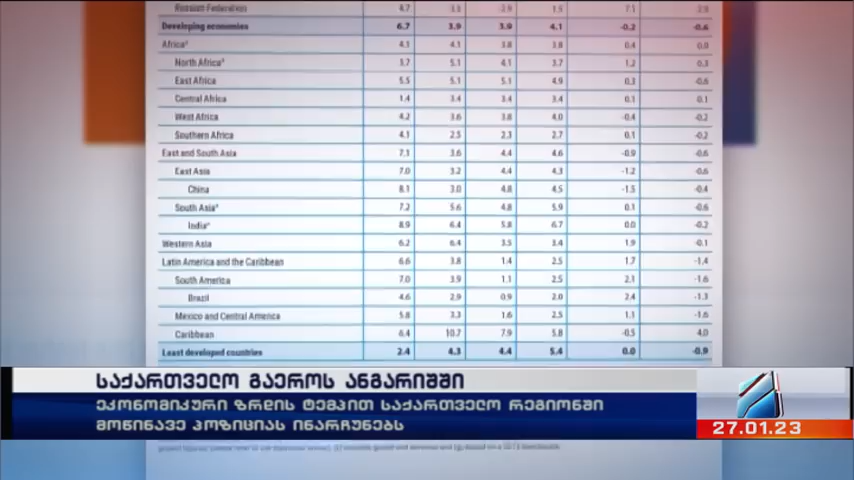 Russian Federation 4.7 1.5 7.1
Developing economies 6.7 3.9 3.9 4.1 -0.2 -0.6
Africa 4.1 4.1 3.8 3.8 0.4 0.0
North Africa 3.7 5.1 4.1 3.7 1.2 0.3
East Africa 5.5 5.1 5.1 4.9 0.3 -0.6
Central Africa 1.4 3.4 3.4 3.4 0.1 0.1
West Africa 4.2 3.6 3.8 4.0 -0.4 -0.2
Southern Africa 4.1 2.5 2.3 2.7 0.1 -0.2
East and South Asia 7.1 3.6 4.4 4.6 -0.9 -0.6
East Asia 7.0 3.2 4.4 4.3 -1.2 -0.6
China 8.1 3.0 4.8 4.5 -1.5 -0.4
South Asia 7.2 5.6 4.8 5.9 0.1 -0.6
India 8.9 6.4 5.8 6.7 0.0 -0.2
Western Asia 6.2 6.4 3.5 3.4 1.9 -0.1
Latin America and the Caribbean 6.6 3.8 1.4 2.5 1.7 -1.4
South America 7.0 3.9 1.1 2.5 2.1 -1.6
Brazil 4.6 2.9 0.9 2.0 2.4 -1.3
Mexico and Central America 5.8 3.3 1.6 2.5 1.1 -1.6
Caribbean 6.4 10.7 7.9 5.8 -0.5 4.0
Least developed countries 2.4 4.3 4.4 5.4 0.0 -0.9
საქართველო გაეროს ანგარიშში
ეკონომიკური ზრდის ტემპით საქართველო რეგიონში
მოწინავე პოზიციას ინარჩუნებს
27.01.23